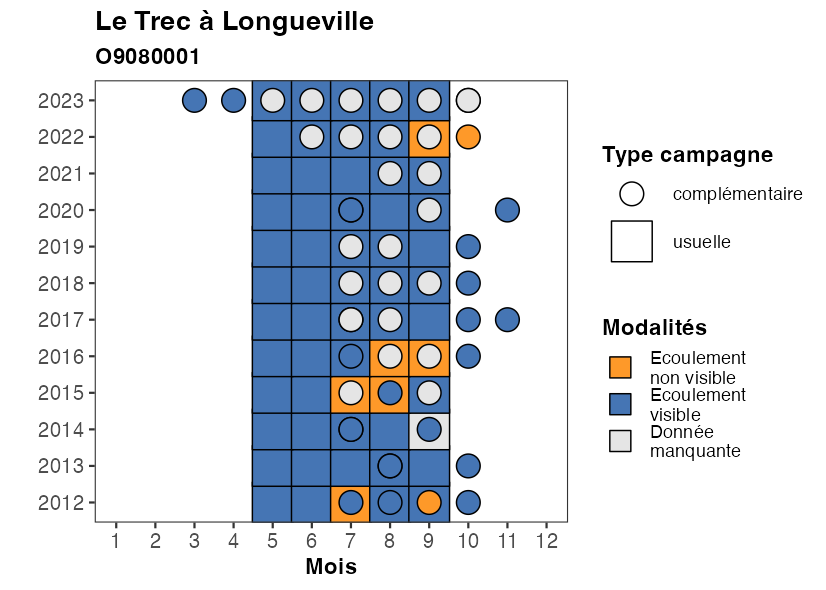 Le Trec à Longueville
O9080001
2023
2022
2021
2020
2019
2018
2017
2016
2015
2014
2013
2012
1 2 3 4 5 6 7 8 9 10 11 12
Mois
Type campagne
complémentaire
usuelle
Modalités
Ecoulement
non visible
Ecoulement
visible
Donnée
manquante